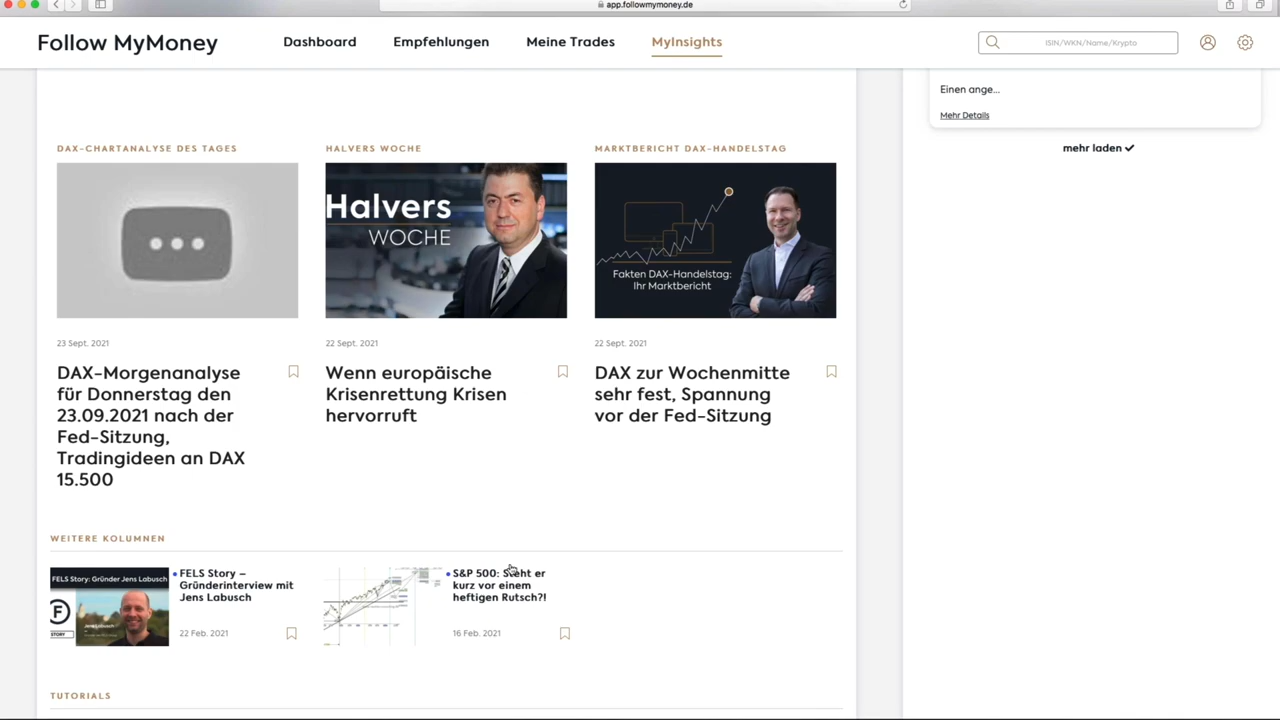 app.followmymoney.de
Follow MyMoney
Dashboard
Empfehlungen
Meine Trades
MyInsights
ISIN/WKN/Name/Krypto
Einen ange...
Mehr Details
mehr laden
DAX-CHARTANALYSE DES TAGES
23 Sept. 2021
DAX-Morgenanalyse
für Donnerstag den
23.09.2021 nach der
Fed-Sitzung,
Tradingideen an DAX
15.500
HALVERS WOCHE
Halvers
WOCHE
22 Sept. 2021
Wenn europäische
Krisenrettung Krisen
hervorruft
MARKTBERICHT DAX-HANDELSTAG
Fakten DAX-Handelstag:
Ihr Marktbericht
22 Sept. 2021
DAX zur Wochenmitte
sehr fest, Spannung
vor der Fed-Sitzung
WEITERE KOLUMNEN
FELS Story: Gründer Jens Labusch
F
STORY
Jens Labusch
FELS Story –
Gründerinterview mit
Jens Labusch
22 Feb. 2021
S&P 500: Steht er
kurz vor einem
heftigen Rutsch?!
16 Feb. 2021
TUTORIALS